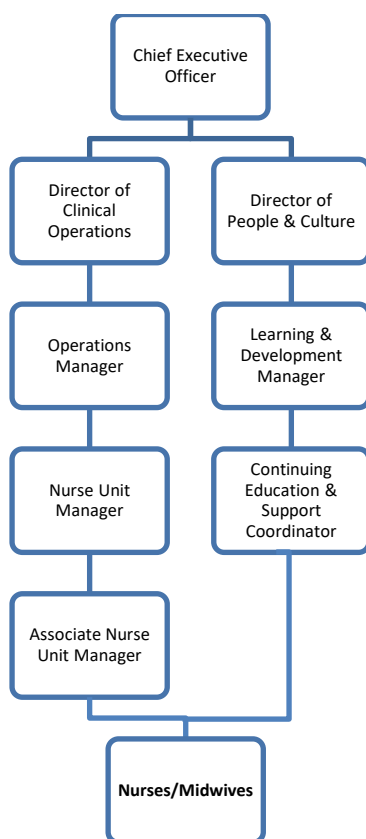 Chief Executive
Officer
Director of
Clinical
Operations
Director of
People & Culture
Operations
Manager
Learning &
Development
Manager
Nurse Unit
Manager
Continuing
Education &
Support
Coordinator
Associate Nurse
Unit Manager
Nurses/Midwives